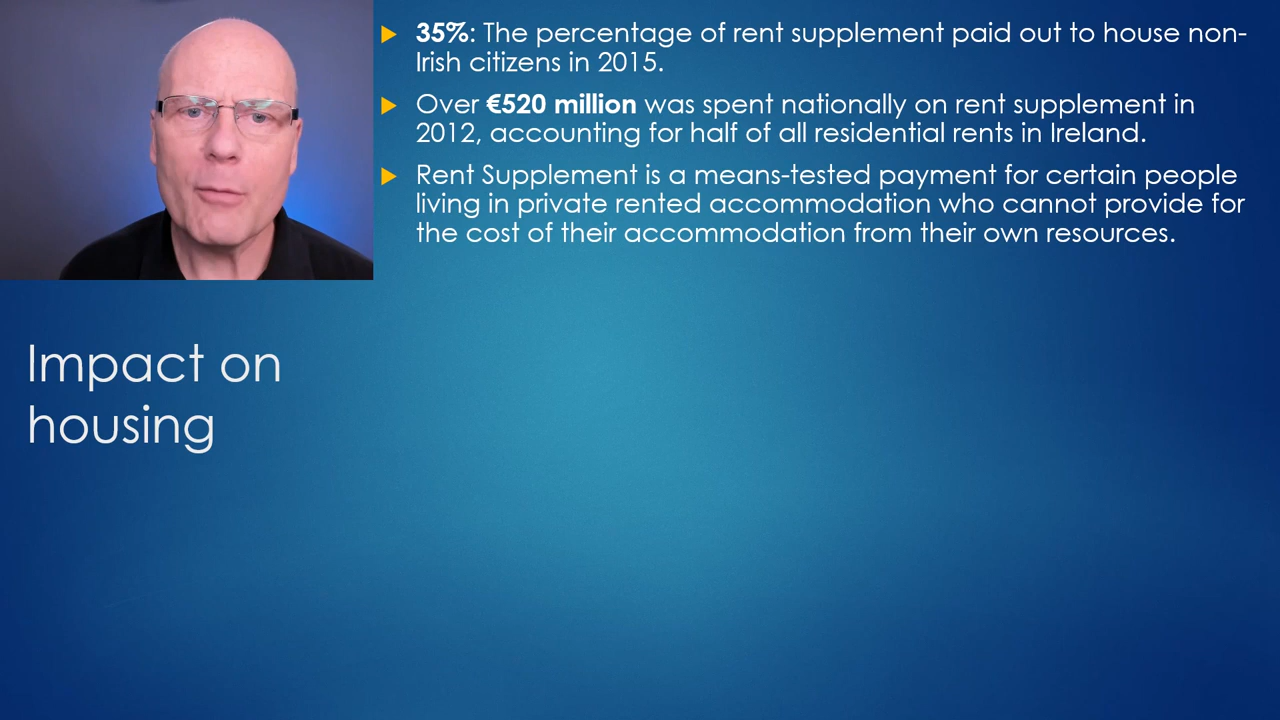 35%: The percentage of rent supplement paid out to house non-
Irish citizens in 2015.
Over €520 million was spent nationally on rent supplement in
2012, accounting for half of all residential rents in Ireland.
Rent Supplement is a means-tested payment for certain people
living in private rented accommodation who cannot provide for
the cost of their accommodation from their own resources.
Impact on
housing